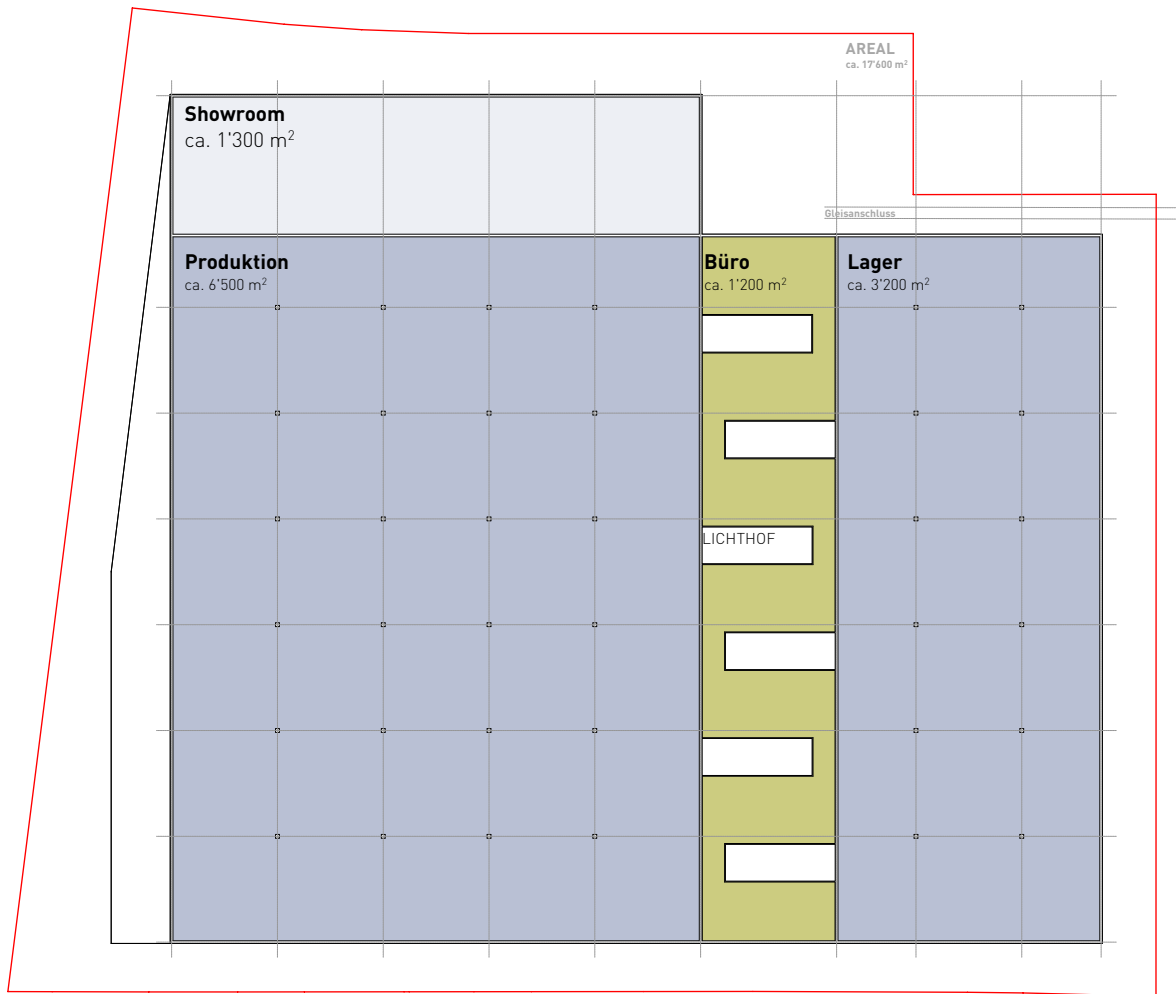 AREAL
ca. 17'600 m²
Showroom
ca. 1'300 m²
Gleisanschluss
Produktion
ca. 6'500 m²
Büro
ca. 1'200 m²
Lager
ca. 3'200 m²
LICHTHOF